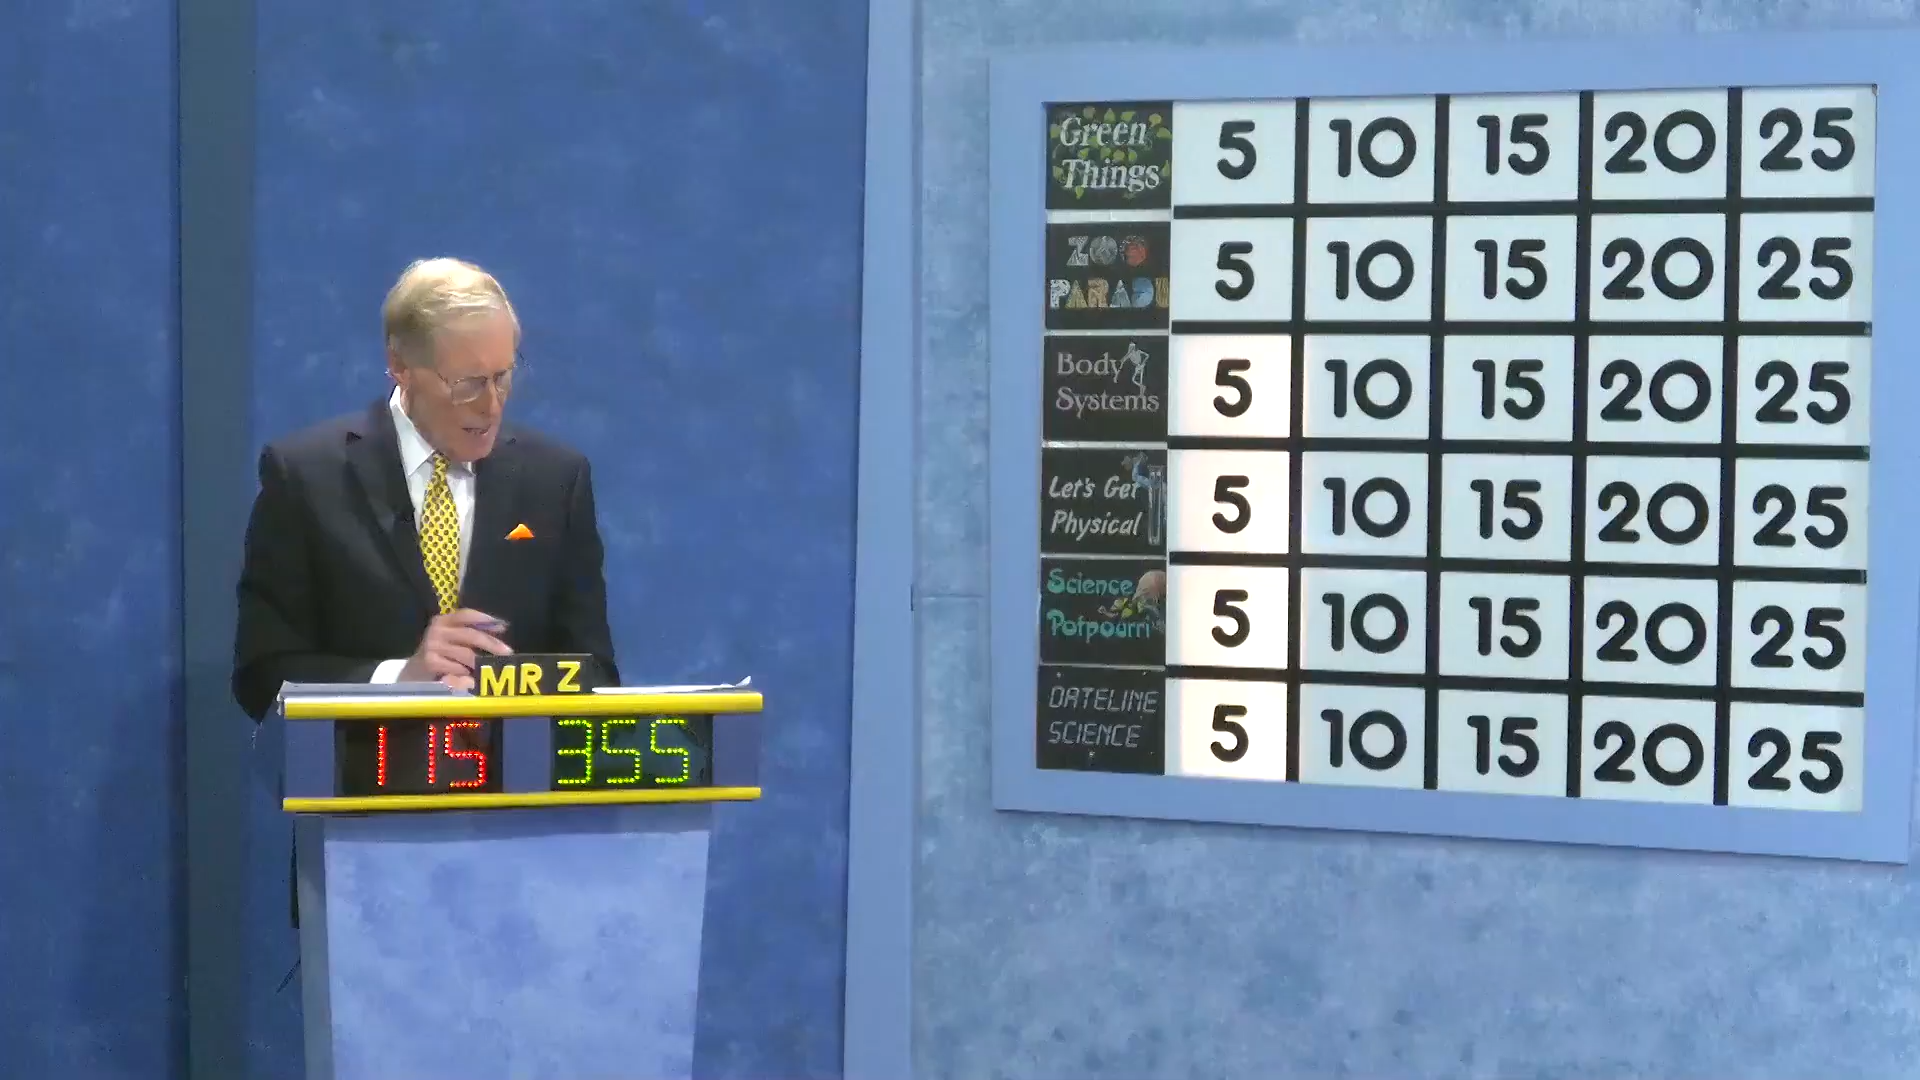 Green
Things
5 10 15 20 25
ZOO
PARADE
5 10 15 20 25
Body
Systems
5 10 15 20 25
Let's Get
Physical
5 10 15 20 25
Science
Potpourri
5 10 15 20 25
DATELINE
SCIENCE
5 10 15 20 25
MR Z
115 355